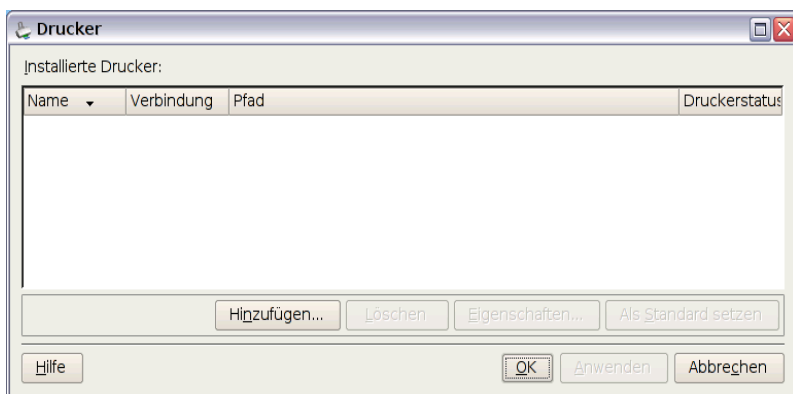 Drucker
Installierte Drucker:
Name Verbindung Pfad Druckerstatus
Hinzufügen... Löschen Eigenschaften... Als Standard setzen
Hilfe OK Anwenden Abbrechen